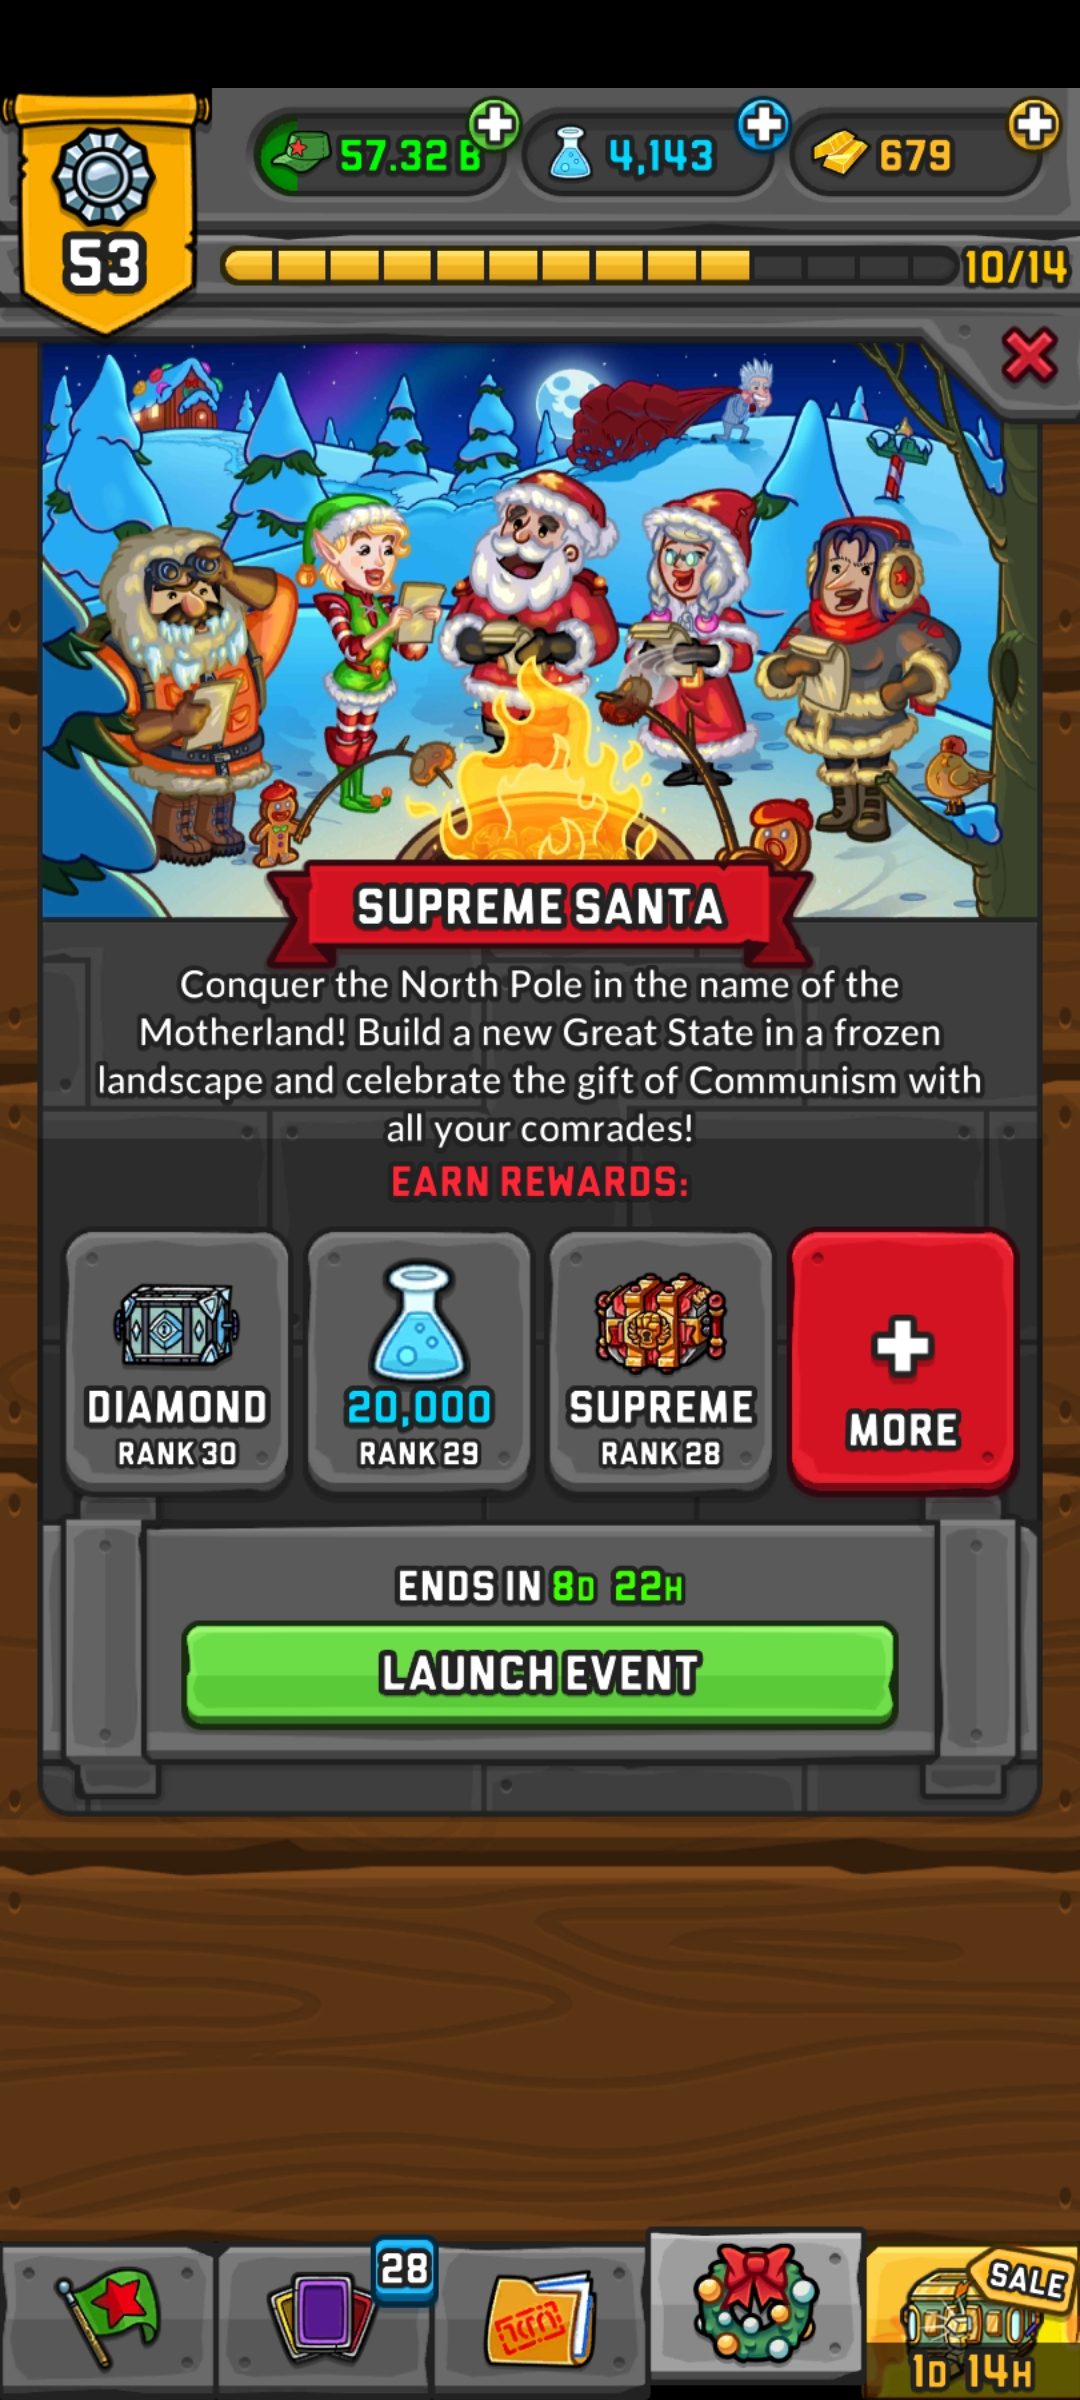 57.32 B
4,143
679
53
10/14
SUPREME SANTA
Conquer the North Pole in the name of the
Motherland! Build a new Great State in a frozen
landscape and celebrate the gift of Communism with
all your comrades!
EARN REWARDS:
DIAMOND
RANK 30
20,000
RANK 29
SUPREME
RANK 28
MORE
ENDS IN 8D 22H
LAUNCH EVENT
28
SALE
1D 14H